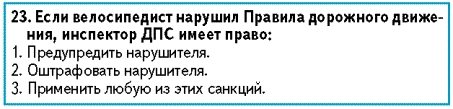 23. Если велосипедист нарушил Правила дорожного движе-
ния, инспектор ДПС имеет право:
1. Предупредить нарушителя.
2. Оштрафовать нарушителя.
3. Применить любую из этих санкций.